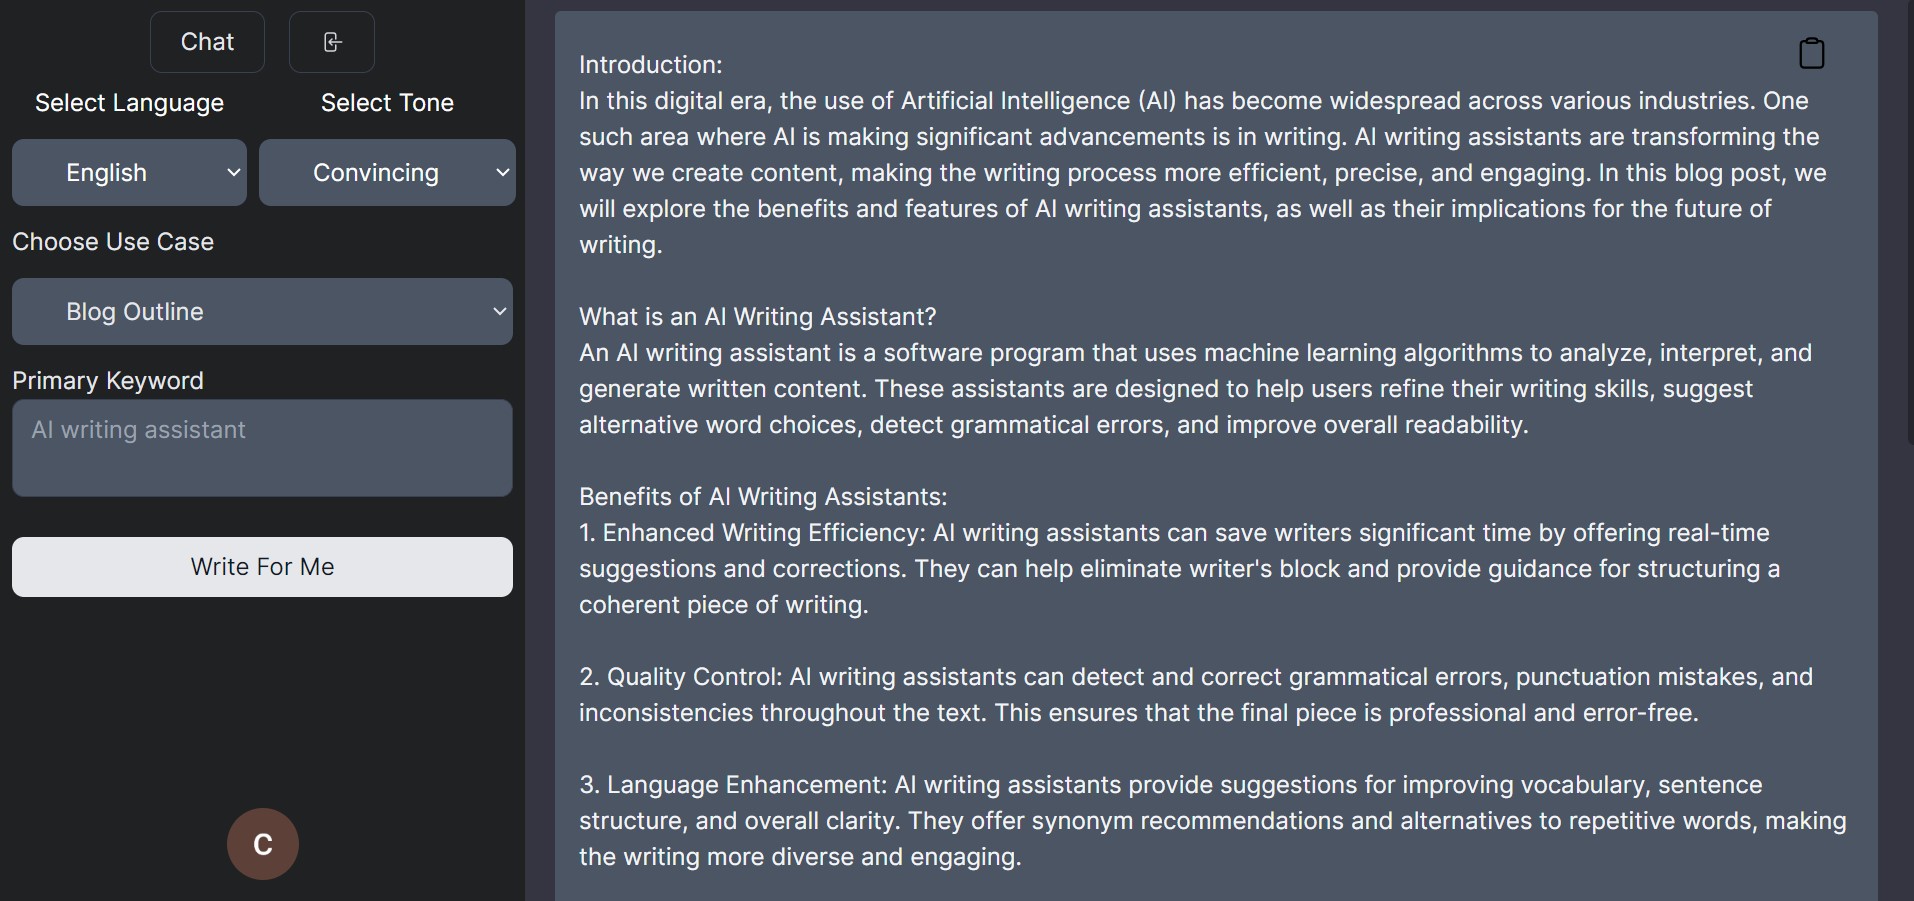 Chat
Select Language
Select Tone
English
Convincing
Choose Use Case
Blog Outline
Primary Keyword
AI writing assistant
Write For Me
C
Introduction:
In this digital era, the use of Artificial Intelligence (AI) has become widespread across various industries. One
such area where AI is making significant advancements is in writing. AI writing assistants are transforming the
way we create content, making the writing process more efficient, precise, and engaging. In this blog post, we
will explore the benefits and features of AI writing assistants, as well as their implications for the future of
writing.
What is an AI Writing Assistant?
An AI writing assistant is a software program that uses machine learning algorithms to analyze, interpret, and
generate written content. These assistants are designed to help users refine their writing skills, suggest
alternative word choices, detect grammatical errors, and improve overall readability.
Benefits of AI Writing Assistants:
1. Enhanced Writing Efficiency: AI writing assistants can save writers significant time by offering real-time
suggestions and corrections. They can help eliminate writer's block and provide guidance for structuring a
coherent piece of writing.
2. Quality Control: AI writing assistants can detect and correct grammatical errors, punctuation mistakes, and
inconsistencies throughout the text. This ensures that the final piece is professional and error-free.
3. Language Enhancement: AI writing assistants provide suggestions for improving vocabulary, sentence
structure, and overall clarity. They offer synonym recommendations and alternatives to repetitive words, making
the writing more diverse and engaging.